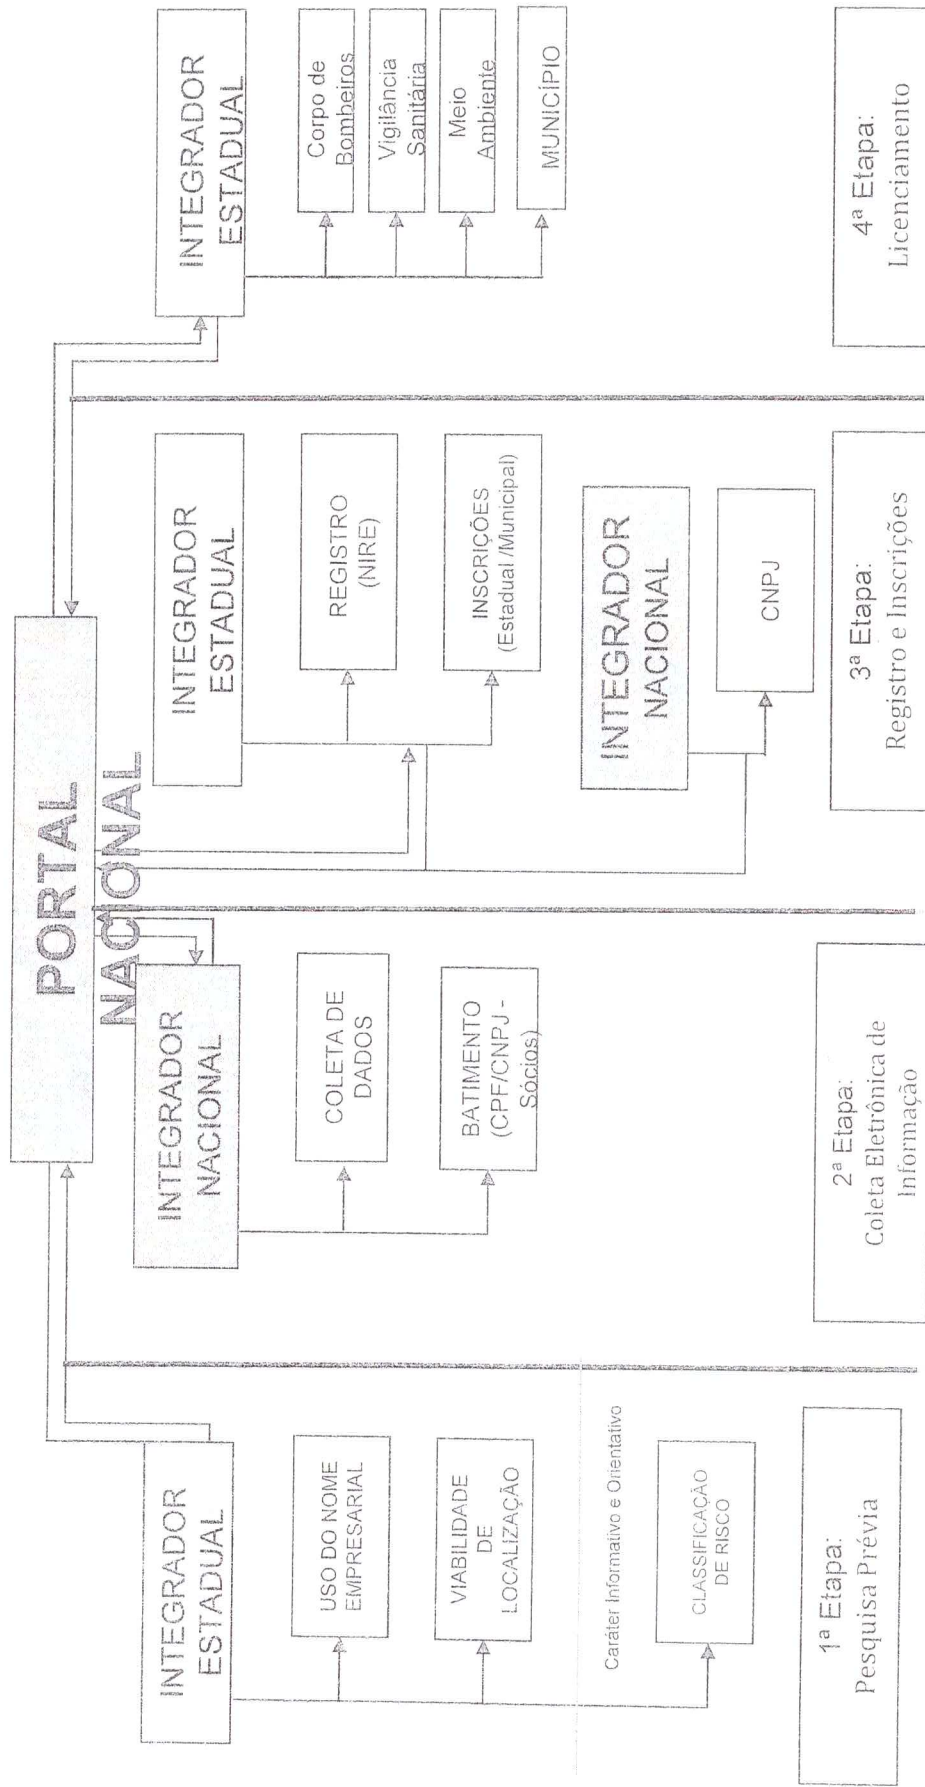 PORTAL
NACIONAL
INTEGRADOR
ESTADUAL
USO DO NOME
EMPRESARIAL
VIABILIDADE
DE
LOCALIZAÇÃO
Caráter Informativo e Orientativo
CLASSIFICAÇÃO
DE RISCO
1ª Etapa:
Pesquisa Prévia
INTEGRADOR
NACIONAL
COLETA DE
DADOS
BATIMENTO
(CPF/CNPJ -
Sócios)
2ª Etapa:
Coleta Eletrônica de
Informação
INTEGRADOR
ESTADUAL
REGISTRO
(NIRE)
INSCRIÇÕES
(Estadual /Municipal)
INTEGRADOR
NACIONAL
CNPJ
3ª Etapa:
Registro e Inscrições
INTEGRADOR
ESTADUAL
Corpo de
Bombeiros
Vigilância
Sanitária
Meio
Ambiente
MUNICÍPIO
4ª Etapa:
Licenciamento